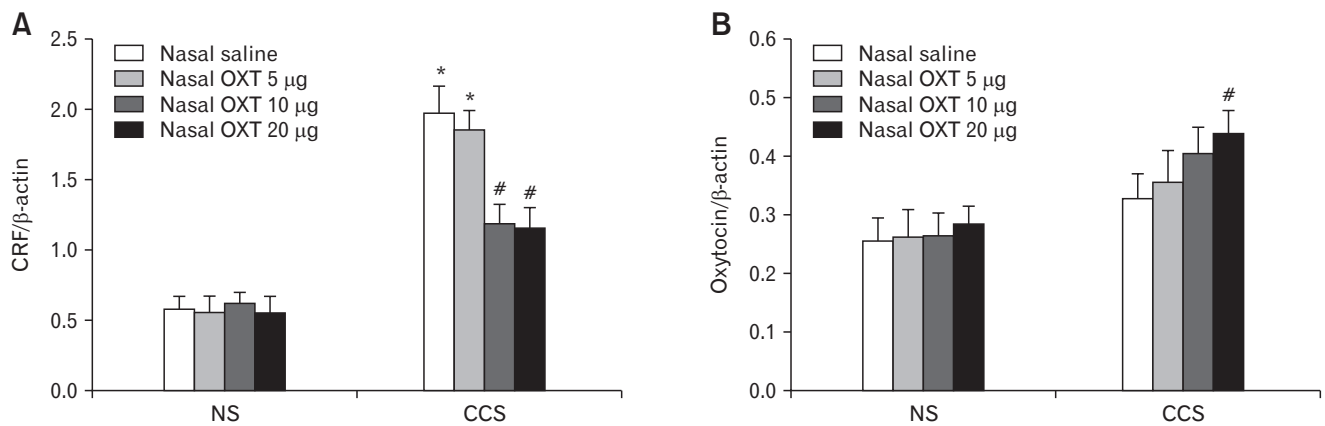 A
2.5
2.0
1.5
1.0
0.5
0.0
CRF/β-actin
Nasal saline
Nasal OXT 5 μg
Nasal OXT 10 μg
Nasal OXT 20 μg
* *
# #
NS CCS
B
0.6
0.5
0.4
0.3
0.2
0.1
0.0
Oxytocin/β-actin
Nasal saline
Nasal OXT 5 μg
Nasal OXT 10 μg
Nasal OXT 20 μg
#
NS CCS